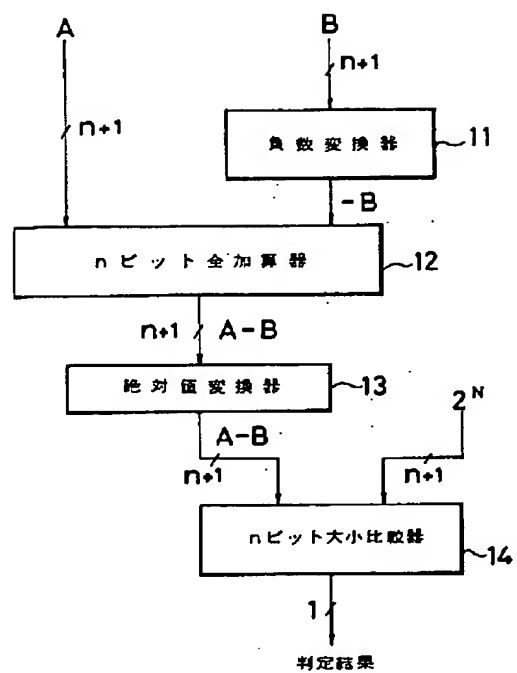 A
B
n+1
n+1
負数変換器
11
-B
nビット全加算器
12
n+1
A-B
絶対値変換器
13
A-B
2^N
n+1
n+1
nビット大小比較器
14
1
判定結果